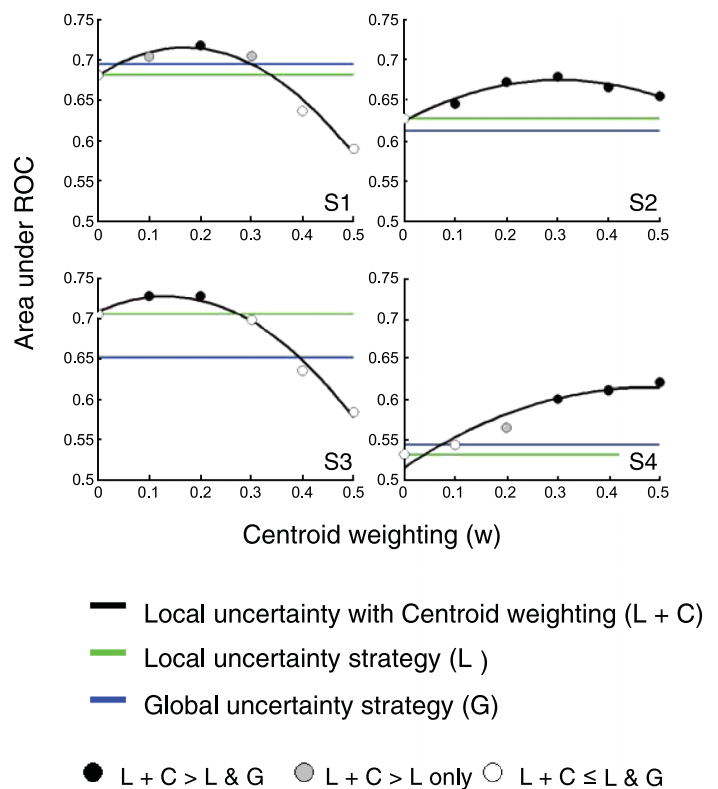 Area under ROC
0.75
0.7
0.65
0.6
0.55
0.5
0 0.1 0.2 0.3 0.4 0.5
S1
0.75
0.7
0.65
0.6
0.55
0.5
0 0.1 0.2 0.3 0.4 0.5
S2
0.75
0.7
0.65
0.6
0.55
0.5
0 0.1 0.2 0.3 0.4 0.5
S3
0.75
0.7
0.65
0.6
0.55
0.5
0 0.1 0.2 0.3 0.4 0.5
S4
Centroid weighting (w)
Local uncertainty with Centroid weighting (L + C)
Local uncertainty strategy (L )
Global uncertainty strategy (G)
L + C > L & G L + C > L only L + C ≤ L & G